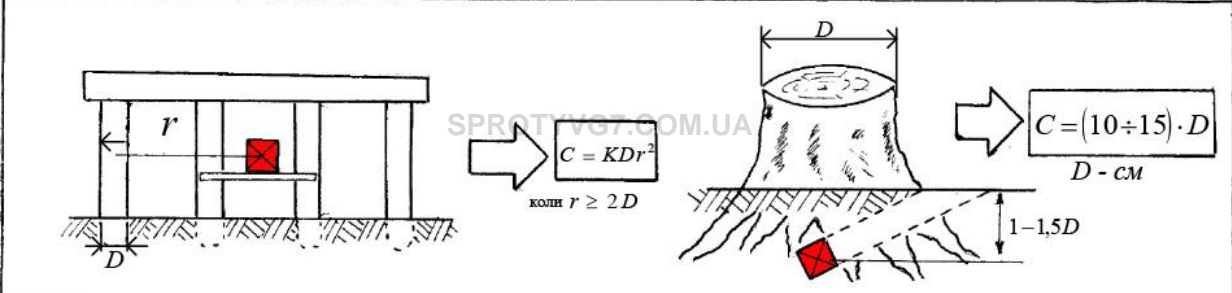 D
r
SPROTYVG7.COM.UA
C = KDr²
коли r ≥ 2D
D
C = (10÷15)·D
D - см
1–1,5D
D